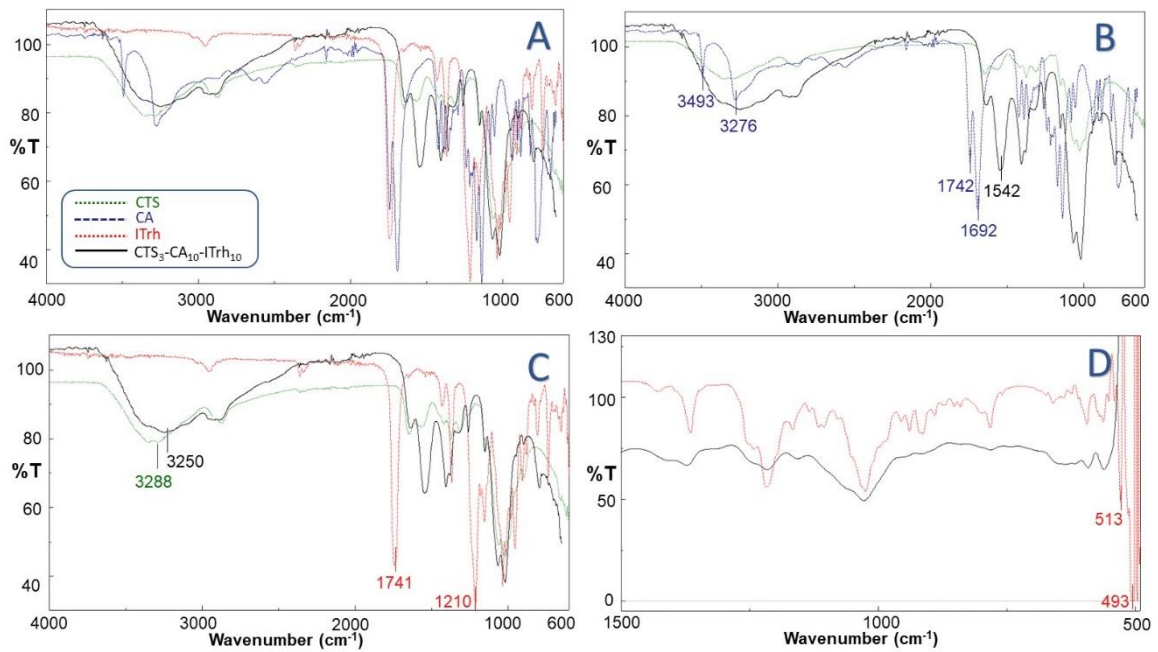 A
100
80
%T
60
40
CTS
CA
ITrh
CTS₃-CA₁₀-ITrh₁₀
4000 3000 2000 1000 600
Wavenumber (cm⁻¹)
B
100
80
%T
60
40
3493
3276
1742
1542
1692
4000 3000 2000 1000 600
Wavenumber (cm⁻¹)
C
100
80
%T
60
40
3250
3288
1741
1210
4000 3000 2000 1000 600
Wavenumber (cm⁻¹)
D
130
100
%T
50
0
513
493
1500 1000 500
Wavenumber (cm⁻¹)